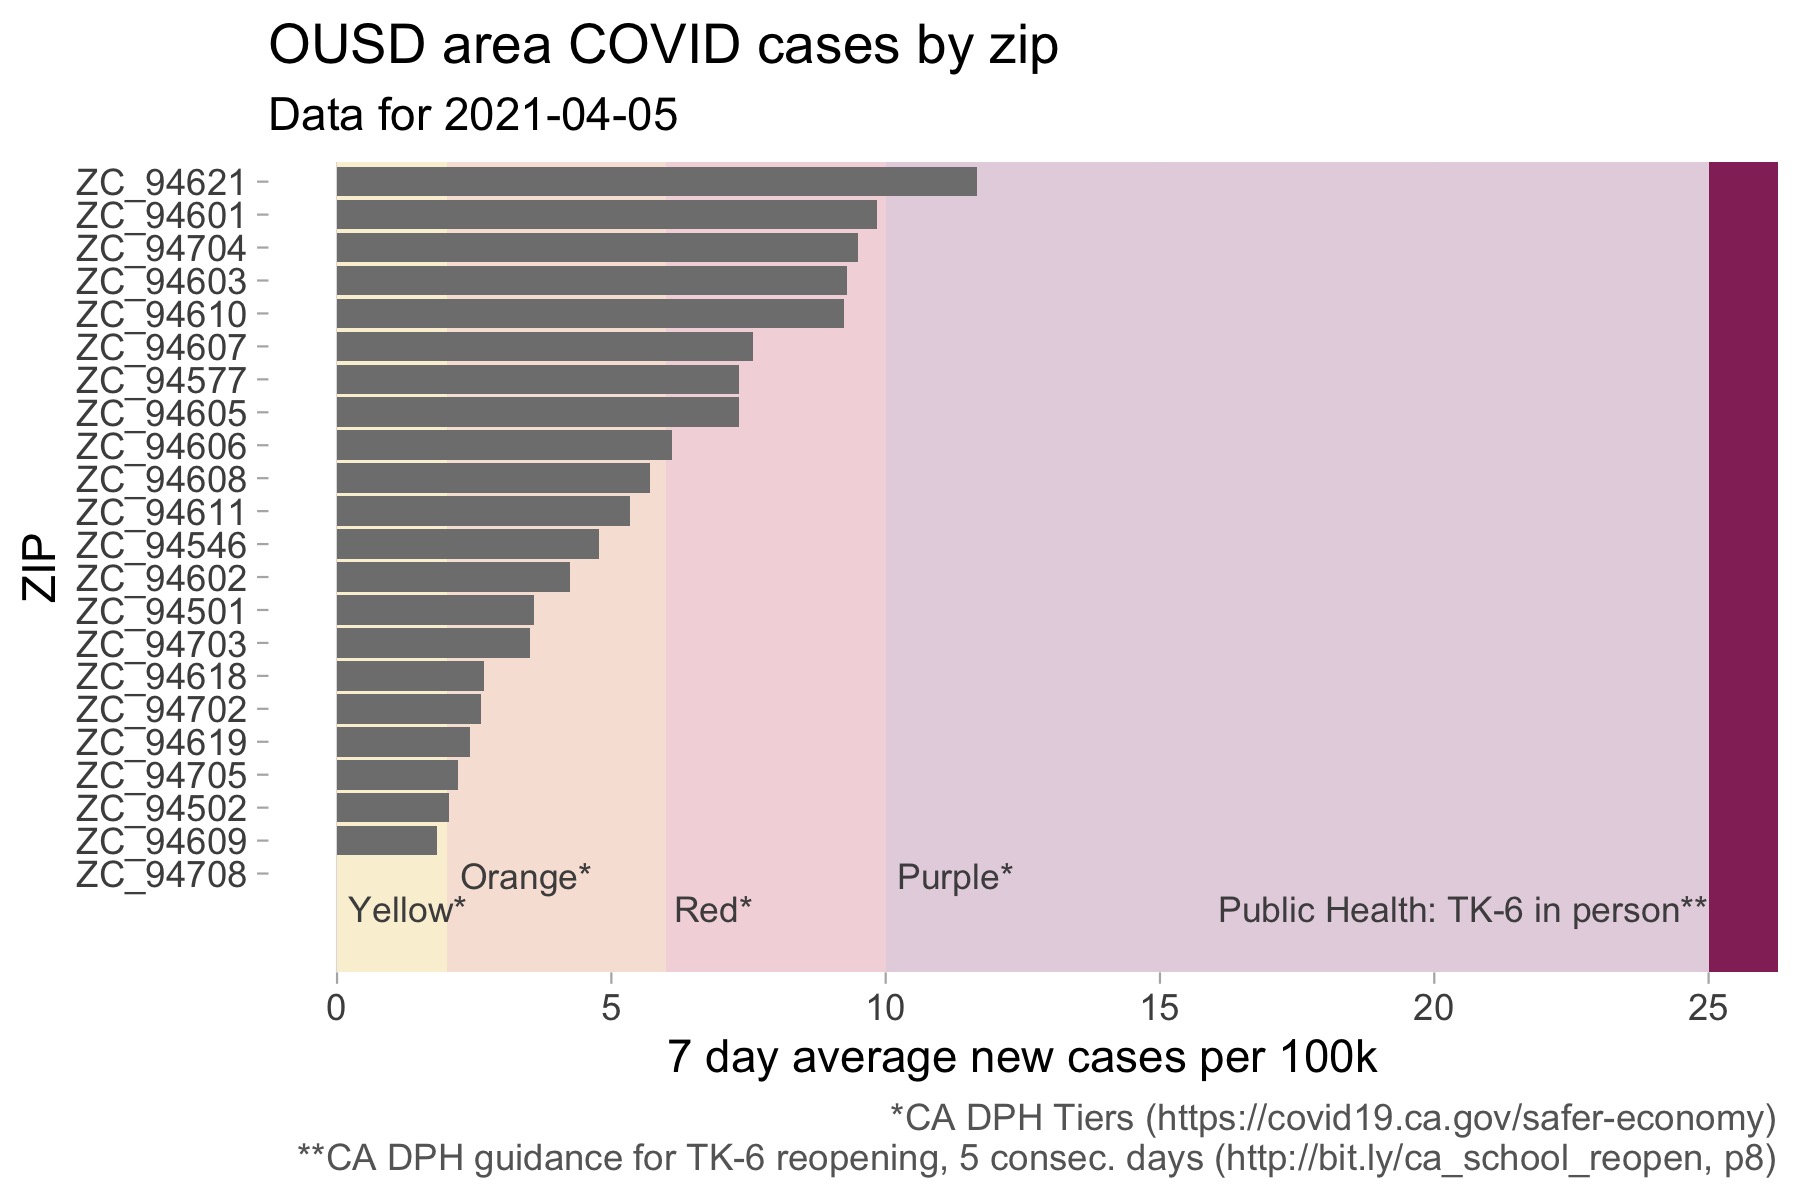 OUSD area COVID cases by zip
Data for 2021-04-05
ZIP
ZC_94621
ZC_94601
ZC_94704
ZC_94603
ZC_94610
ZC_94607
ZC_94577
ZC_94605
ZC_94606
ZC_94608
ZC_94611
ZC_94546
ZC_94602
ZC_94501
ZC_94703
ZC_94618
ZC_94702
ZC_94619
ZC_94705
ZC_94502
ZC_94609
ZC_94708
Orange* Purple*
Yellow* Red* Public Health: TK-6 in person**
0 5 10 15 20 25
7 day average new cases per 100k
*CA DPH Tiers (https://covid19.ca.gov/safer-economy)
**CA DPH guidance for TK-6 reopening, 5 consec. days (http://bit.ly/ca_school_reopen, p8)